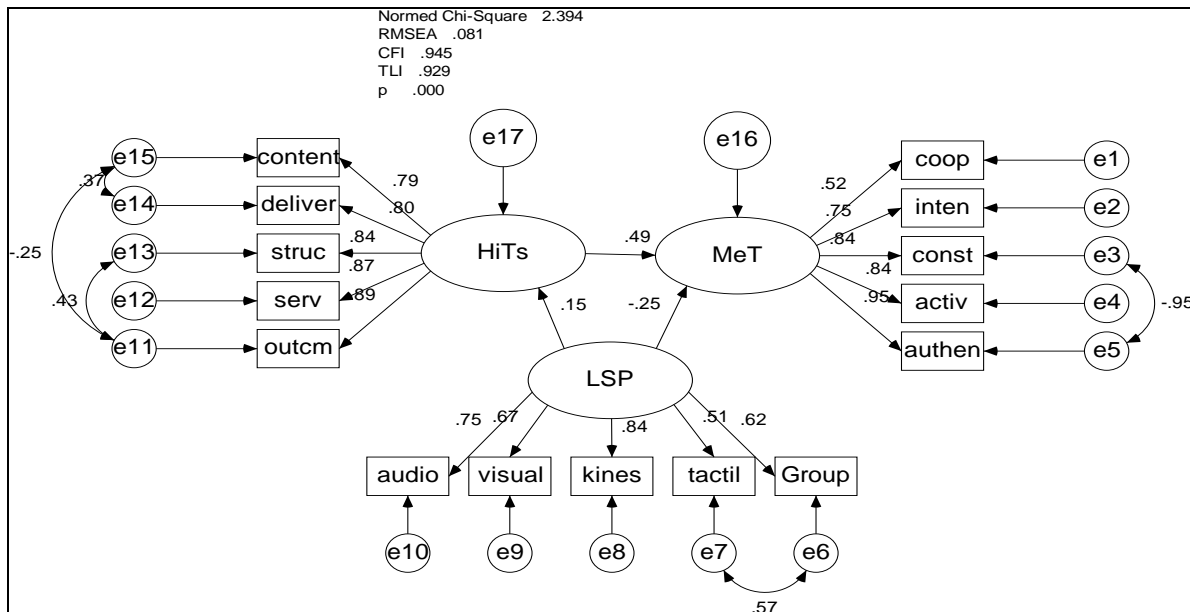 Normed Chi-Square 2.394
RMSEA .081
CFI .945
TLI .929
p .000
e17 e16
e15 content .79 .52 coop e1
.37
e14 deliver .80 .75 inten e2
-.25 e13 struc .84 HiTs .49 MeT .84 const e3
.43 e12 serv .87 .84 activ e4 -.95
e11 outcm .89 .15 -.25 .95 authen e5
LSP
.75 .67 .84 .51 .62
audio visual kines tactil Group
e10 e9 e8 e7 e6
.57